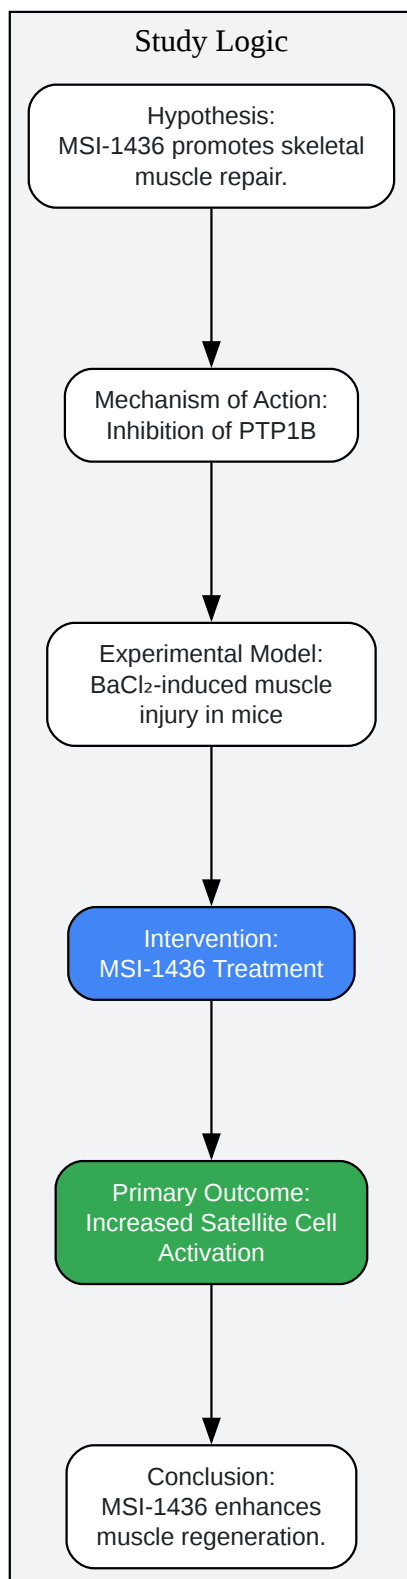 Study Logic
Hypothesis:
MSI-1436 promotes skeletal
muscle repair.
Mechanism of Action:
Inhibition of PTP1B
Experimental Model:
BaCl₂-induced muscle
injury in mice
Intervention:
MSI-1436 Treatment
Primary Outcome:
Increased Satellite Cell
Activation
Conclusion:
MSI-1436 enhances
muscle regeneration.